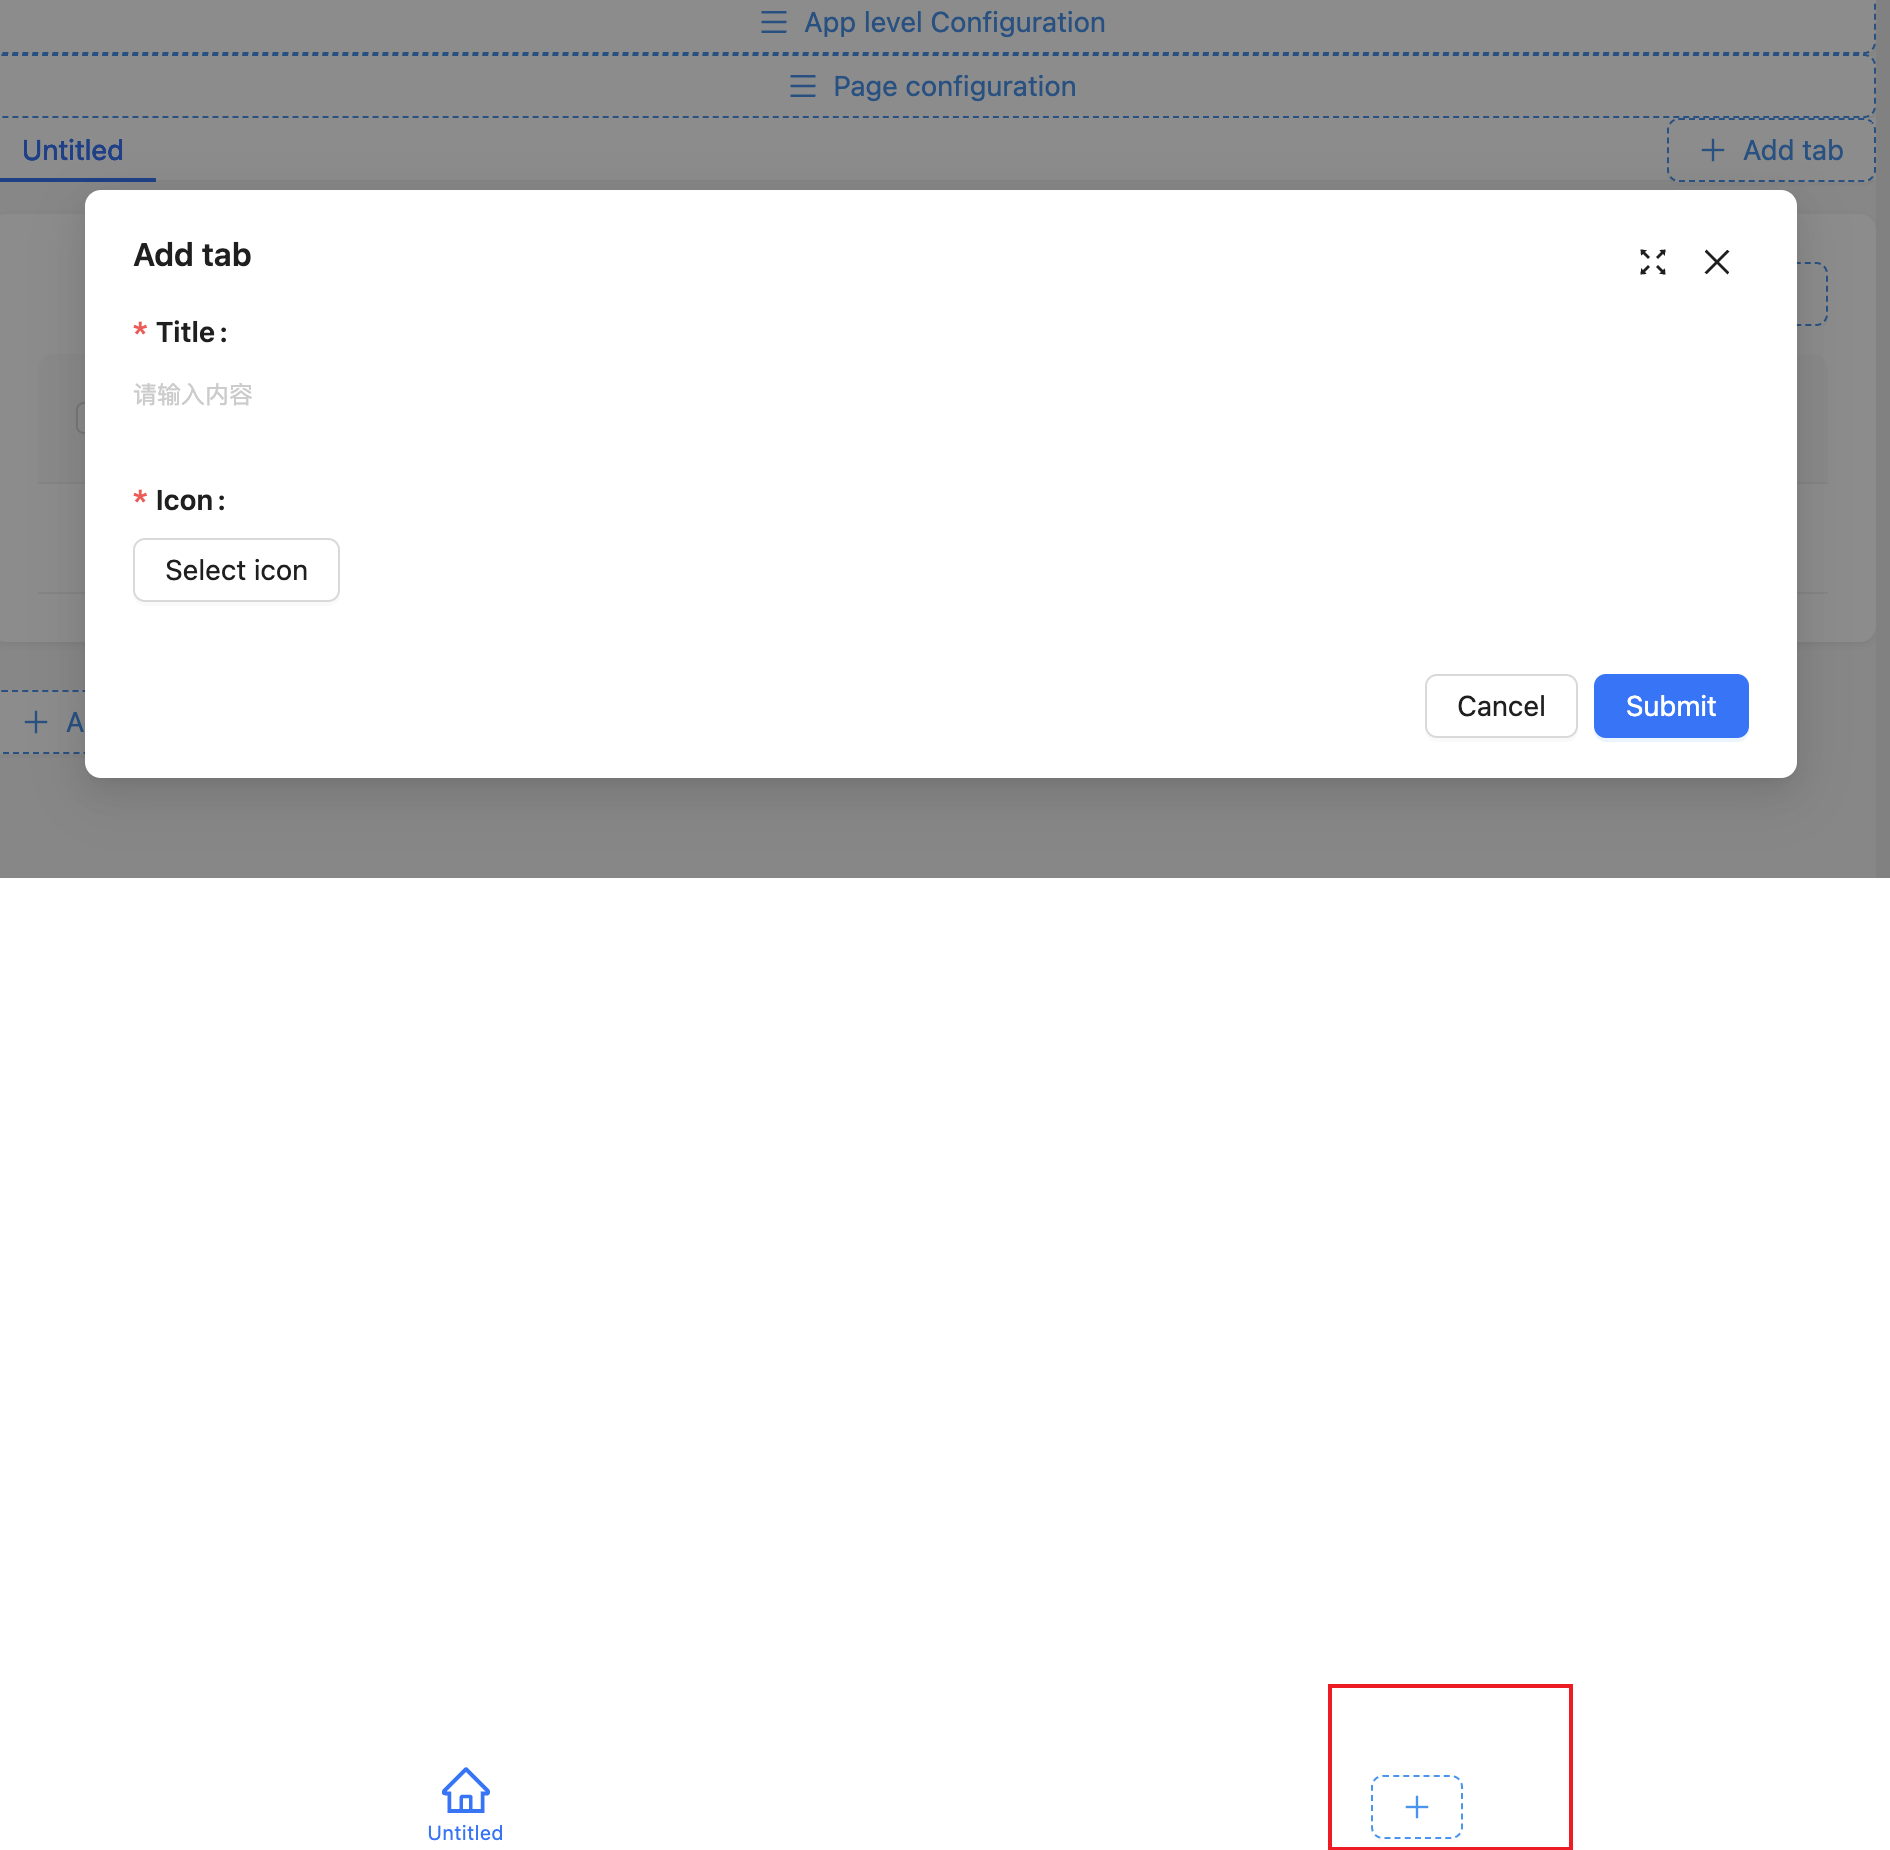 App level Configuration
Page configuration
Untitled
Add tab
Add tab
* Title :
请输入内容
* Icon :
Select icon
Cancel
Submit
A
Untitled